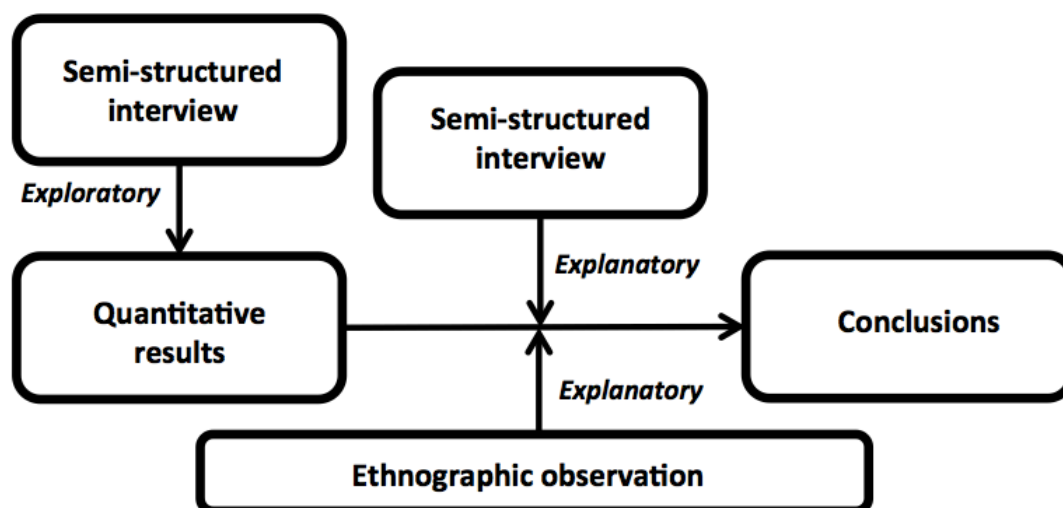 Semi-structured
interview
Semi-structured
interview
Exploratory
Explanatory
Quantitative
results
Conclusions
Explanatory
Ethnographic observation